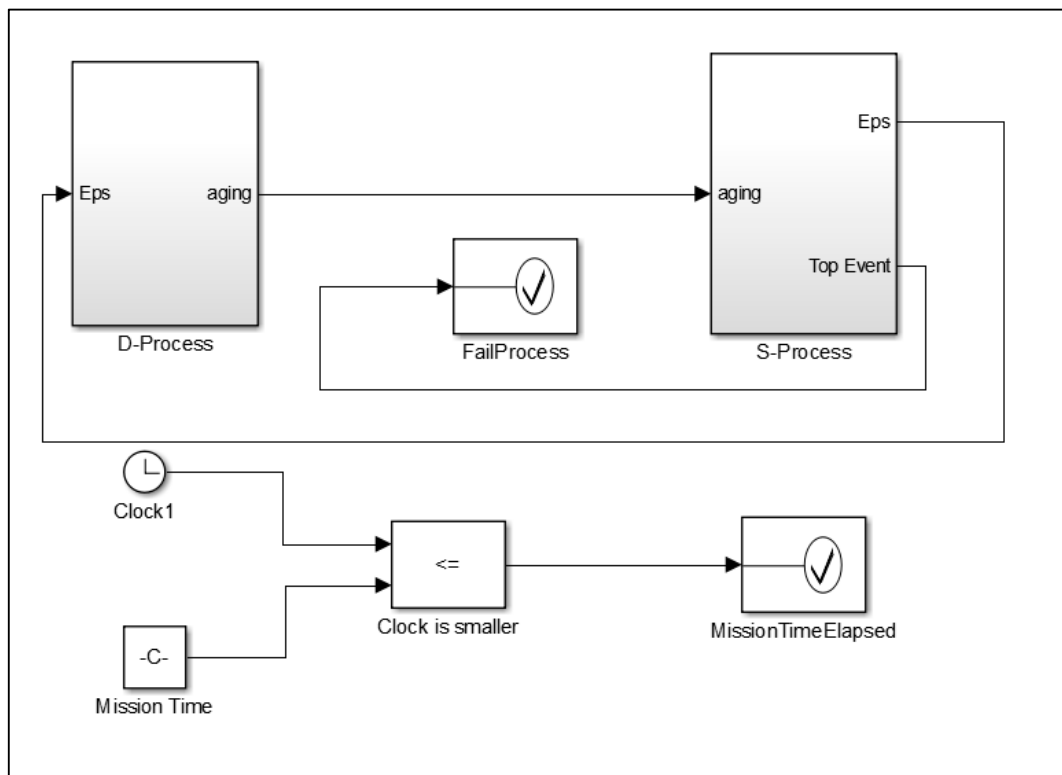 Eps
aging
D-Process
FailProcess
Eps
aging
Top Event
S-Process
Clock1
-C-
Mission Time
<=
Clock is smaller
MissionTimeElapsed